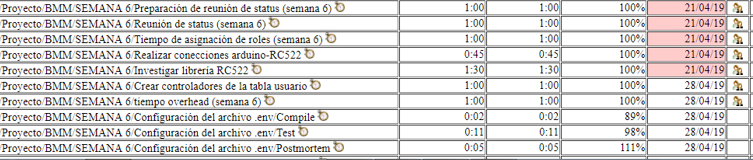 Proyecto/BMM/SEMANA 6/Preparación de reunión de status (semana 6) 1:00 1:00 100% 21/04/19
Proyecto/BMM/SEMANA 6/Reunión de status (semana 6) 1:00 1:00 100% 21/04/19
Proyecto/BMM/SEMANA 6/Tiempo de asignación de roles (semana 6) 1:00 1:00 100% 21/04/19
Proyecto/BMM/SEMANA 6/Realizar conecciones arduino-RC522 0:45 0:45 100% 21/04/19
Proyecto/BMM/SEMANA 6/Investigar librería RC522 1:30 1:30 100% 21/04/19
Proyecto/BMM/SEMANA 6/Crear controladores de la tabla usuario 1:00 1:00 100% 28/04/19
Proyecto/BMM/SEMANA 6/tiempo overhead (semana 6) 1:00 1:00 100% 28/04/19
Proyecto/BMM/SEMANA 6/Configuración del archivo .env/Compile 0:02 0:02 89% 28/04/19
Proyecto/BMM/SEMANA 6/Configuración del archivo .env/Test 0:11 0:11 98% 28/04/19
Proyecto/BMM/SEMANA 6/Configuración del archivo .env/Postmortem 0:05 0:05 111% 28/04/19